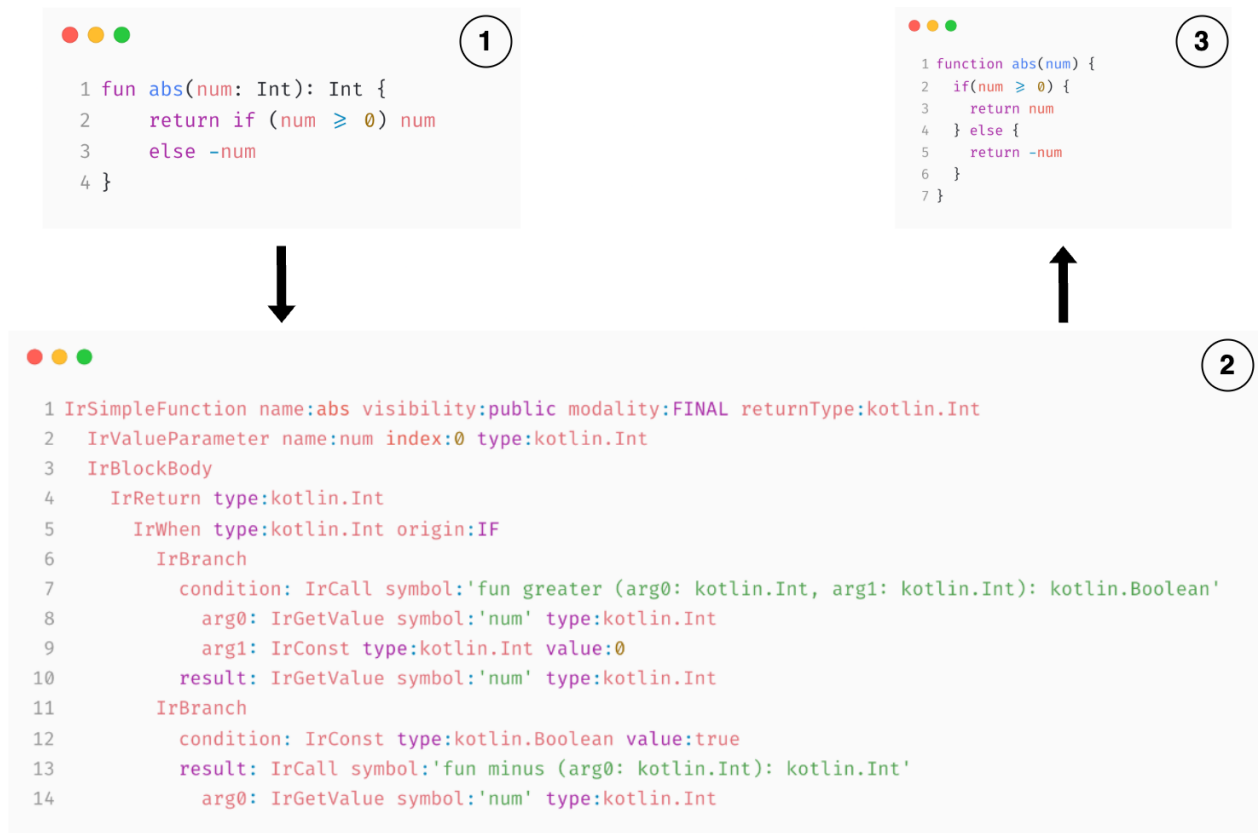 1
1 fun abs(num: Int): Int {
2 return if (num ⩾ 0) num
3 else -num
4 }
3
1 function abs(num) {
2 if(num ⩾ 0) {
3 return num
4 } else {
5 return -num
6 }
7 }
2
1 IrSimpleFunction name:abs visibility:public modality:FINAL returnType:kotlin.Int
2 IrValueParameter name:num index:0 type:kotlin.Int
3 IrBlockBody
4 IrReturn type:kotlin.Int
5 IrWhen type:kotlin.Int origin:IF
6 IrBranch
7 condition: IrCall symbol:'fun greater (arg0: kotlin.Int, arg1: kotlin.Int): kotlin.Boolean'
8 arg0: IrGetValue symbol:'num' type:kotlin.Int
9 arg1: IrConst type:kotlin.Int value:0
10 result: IrGetValue symbol:'num' type:kotlin.Int
11 IrBranch
12 condition: IrConst type:kotlin.Boolean value:true
13 result: IrCall symbol:'fun minus (arg0: kotlin.Int): kotlin.Int'
14 arg0: IrGetValue symbol:'num' type:kotlin.Int